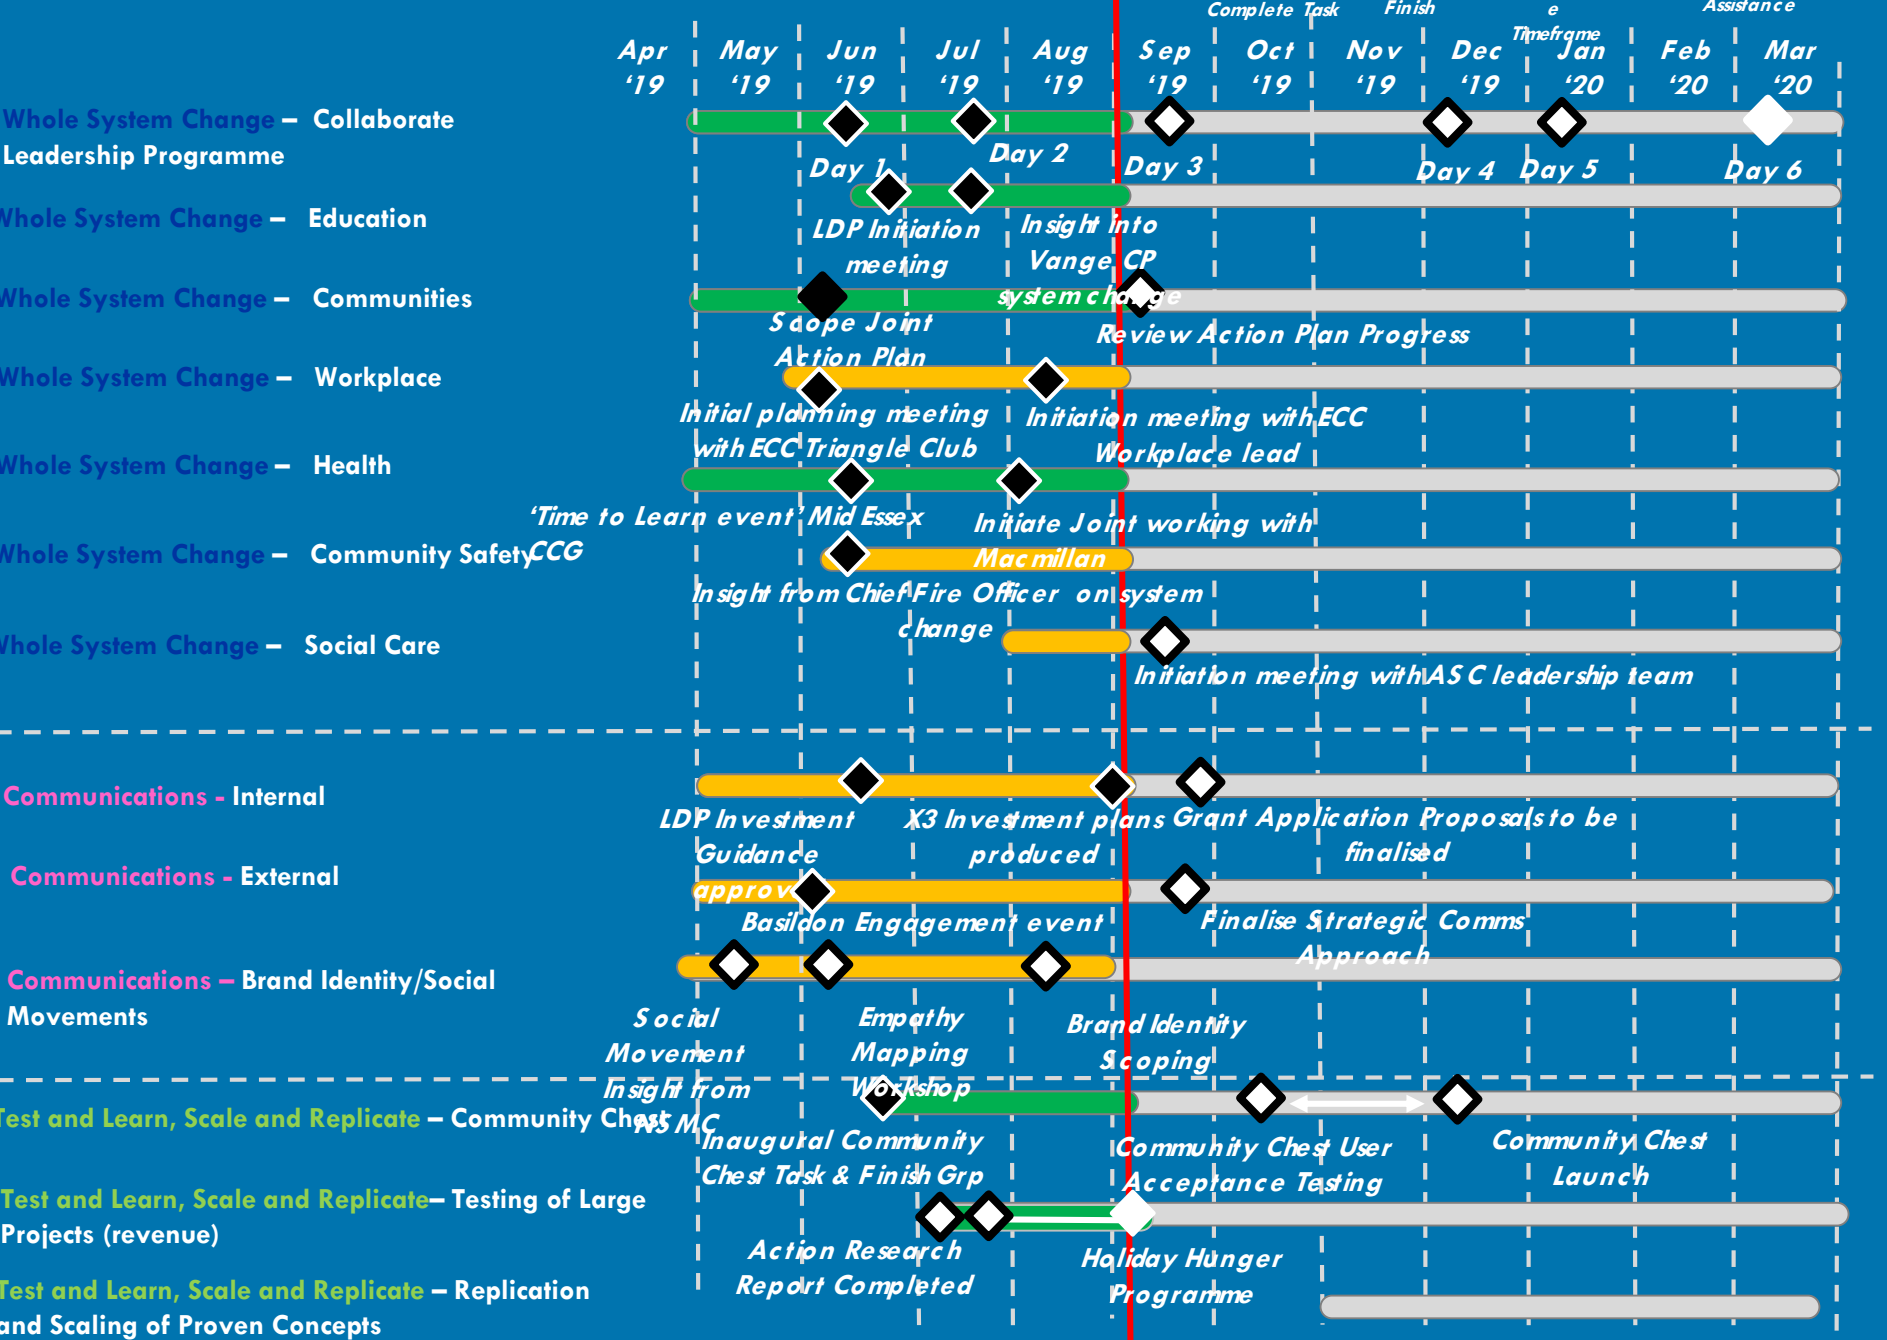 Complete Task
Finish
e
Timeframe
Assistance
Apr '19
May '19
Jun '19
Jul '19
Aug '19
Sep '19
Oct '19
Nov '19
Dec '19
Jan '20
Feb '20
Mar '20
Whole System Change – Collaborate
Leadership Programme
Day 1
Day 2
Day 3
Day 4
Day 5
Day 6
Whole System Change – Education
LDP Initiation
meeting
Insight into
Vange CP
system change
Whole System Change – Communities
Scope Joint
Action Plan
Review Action Plan Progress
Whole System Change – Workplace
Initial planning meeting
with ECC Triangle Club
Initiation meeting with ECC
Workplace lead
Whole System Change – Health
'Time to Learn event' Mid Essex
CCG
Initiate Joint working with
Macmillan
Whole System Change – Community Safety
Insight from Chief Fire Officer on system
change
Whole System Change – Social Care
Initiation meeting with ASC leadership team
Communications - Internal
LDP Investment
Guidance
approv
X3 Investment plans
produced
Grant Application Proposals to be
finalised
Communications - External
Basildon Engagement event
Finalise Strategic Comms
Approach
Communications – Brand Identity/Social
Movements
Social
Movement
Insight from
NSMC
Empathy
Mapping
Workshop
Brand Identity
Scoping
Test and Learn, Scale and Replicate – Community Chest
Inaugural Community
Chest Task & Finish Grp
Community Chest User
Acceptance Testing
Community Chest
Launch
Test and Learn, Scale and Replicate– Testing of Large
Projects (revenue)
Action Research
Report Completed
Holiday Hunger
Programme
Test and Learn, Scale and Replicate – Replication
and Scaling of Proven Concepts